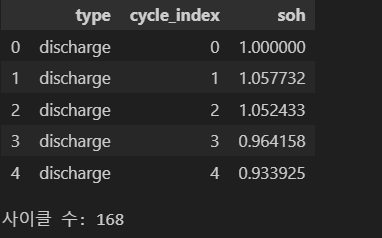 type cycle_index soh
0 discharge 0 1.000000
1 discharge 1 1.057732
2 discharge 2 1.052433
3 discharge 3 0.964158
4 discharge 4 0.933925
사이클 수: 168